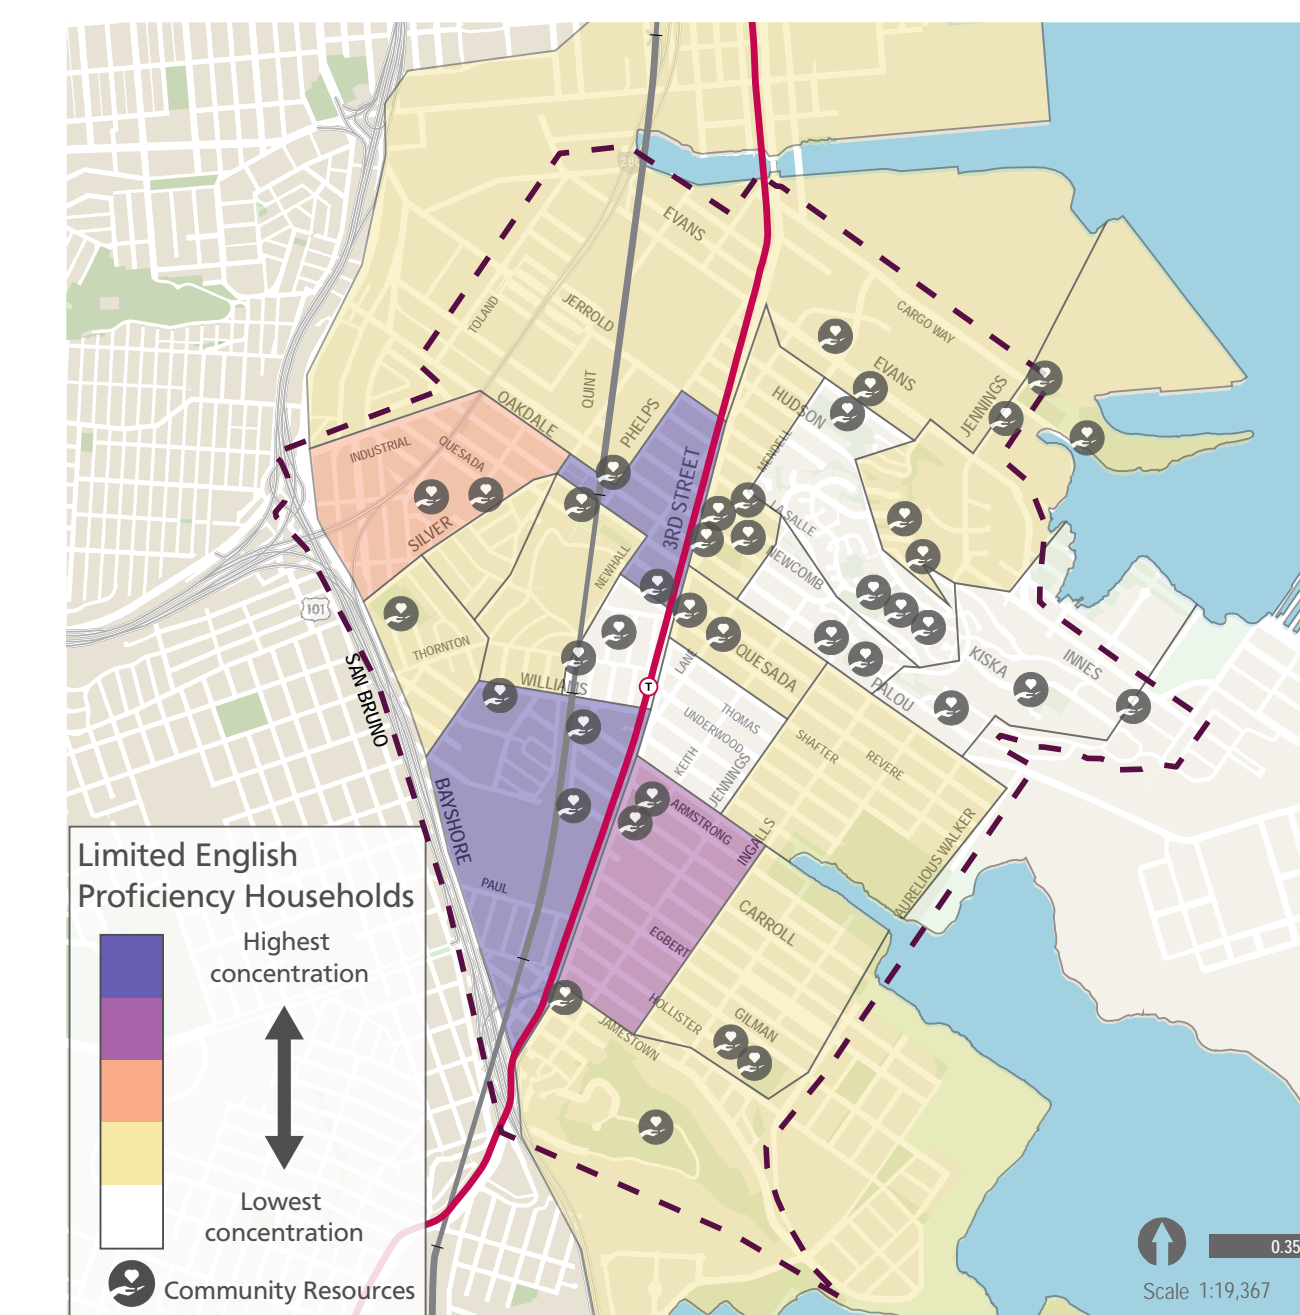 280
EVANS
TOLAND
JERROLD
CARGO WAY
EVANS
QUINT
PHELPS
OAKDALE
HUDSON
JENNINGS
INDUSTRIAL
QUESADA
MENDELL
3RD STREET
LA SALLE
SILVER
NEWHALL
NEWCOMB
101
THORNTON
LANE
QUESADA
KISKA
INNES
SAN BRUNO
WILLIAMS
T
PALOU
THOMAS
UNDERWOOD
SHAFTER
REVERE
KEITH
JENNINGS
BAYSHORE
ARMSTRONG
INGALLS
AURELIOUS WALKER
PAUL
CARROLL
EGBERT
HOLLISTER
GILMAN
JAMESTOWN
Limited English
Proficiency Households
Highest
concentration
Lowest
concentration
Community Resources
0.35
Scale 1:19,367